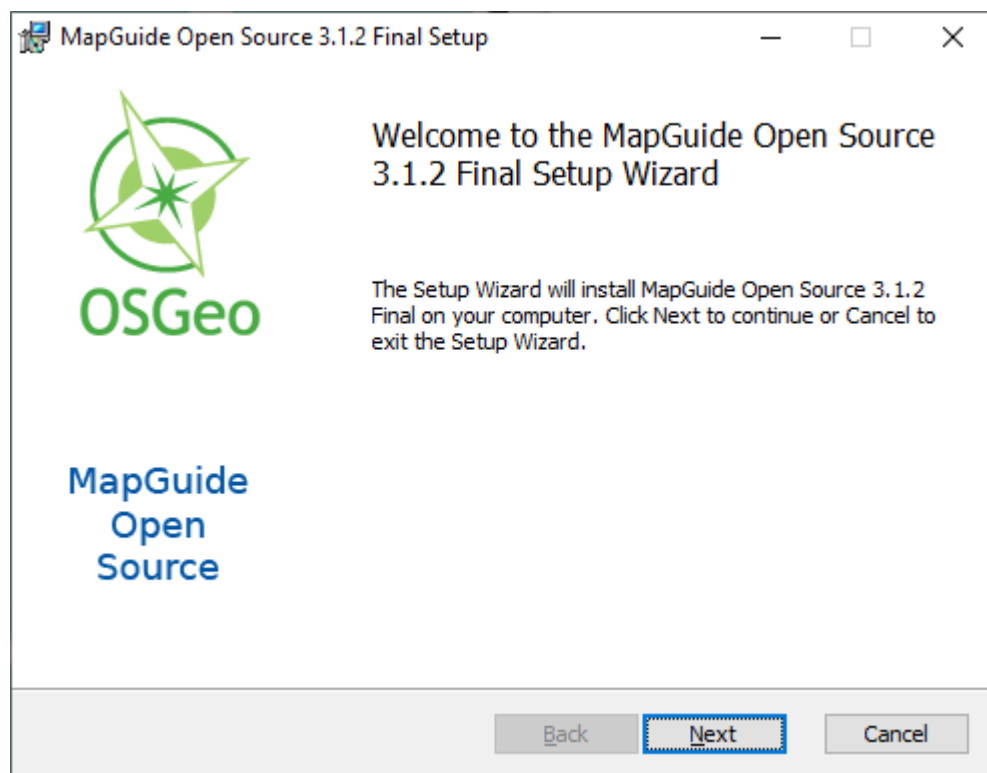 MapGuide Open Source 3.1.2 Final Setup
Welcome to the MapGuide Open Source
3.1.2 Final Setup Wizard
The Setup Wizard will install MapGuide Open Source 3.1.2
Final on your computer. Click Next to continue or Cancel to
exit the Setup Wizard.
OSGeo
MapGuide
Open
Source
Back
Next
Cancel